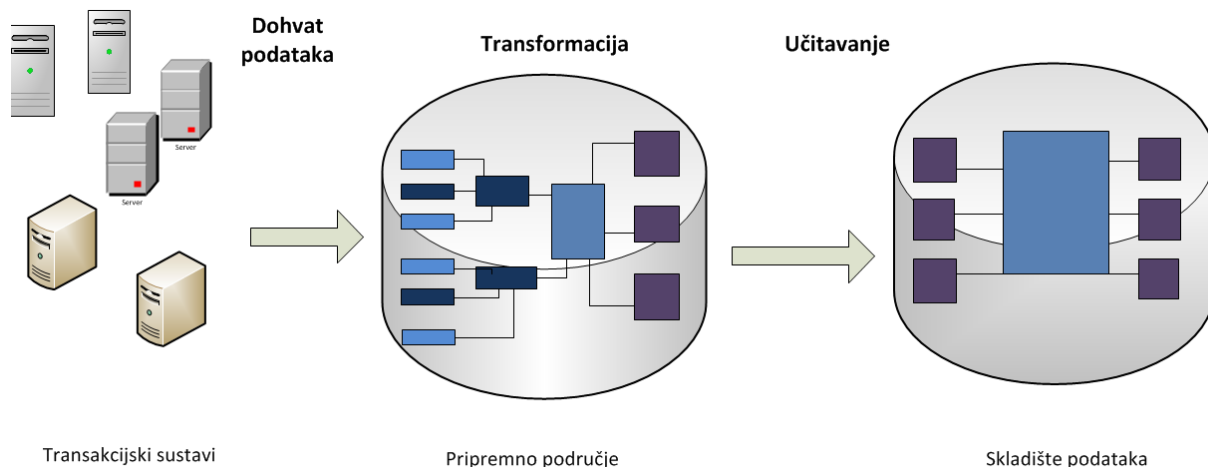 Dohvat
podataka
Transformacija
Učitavanje
Server
Server
Transakcijski sustavi
Pripremno područje
Skladište podataka